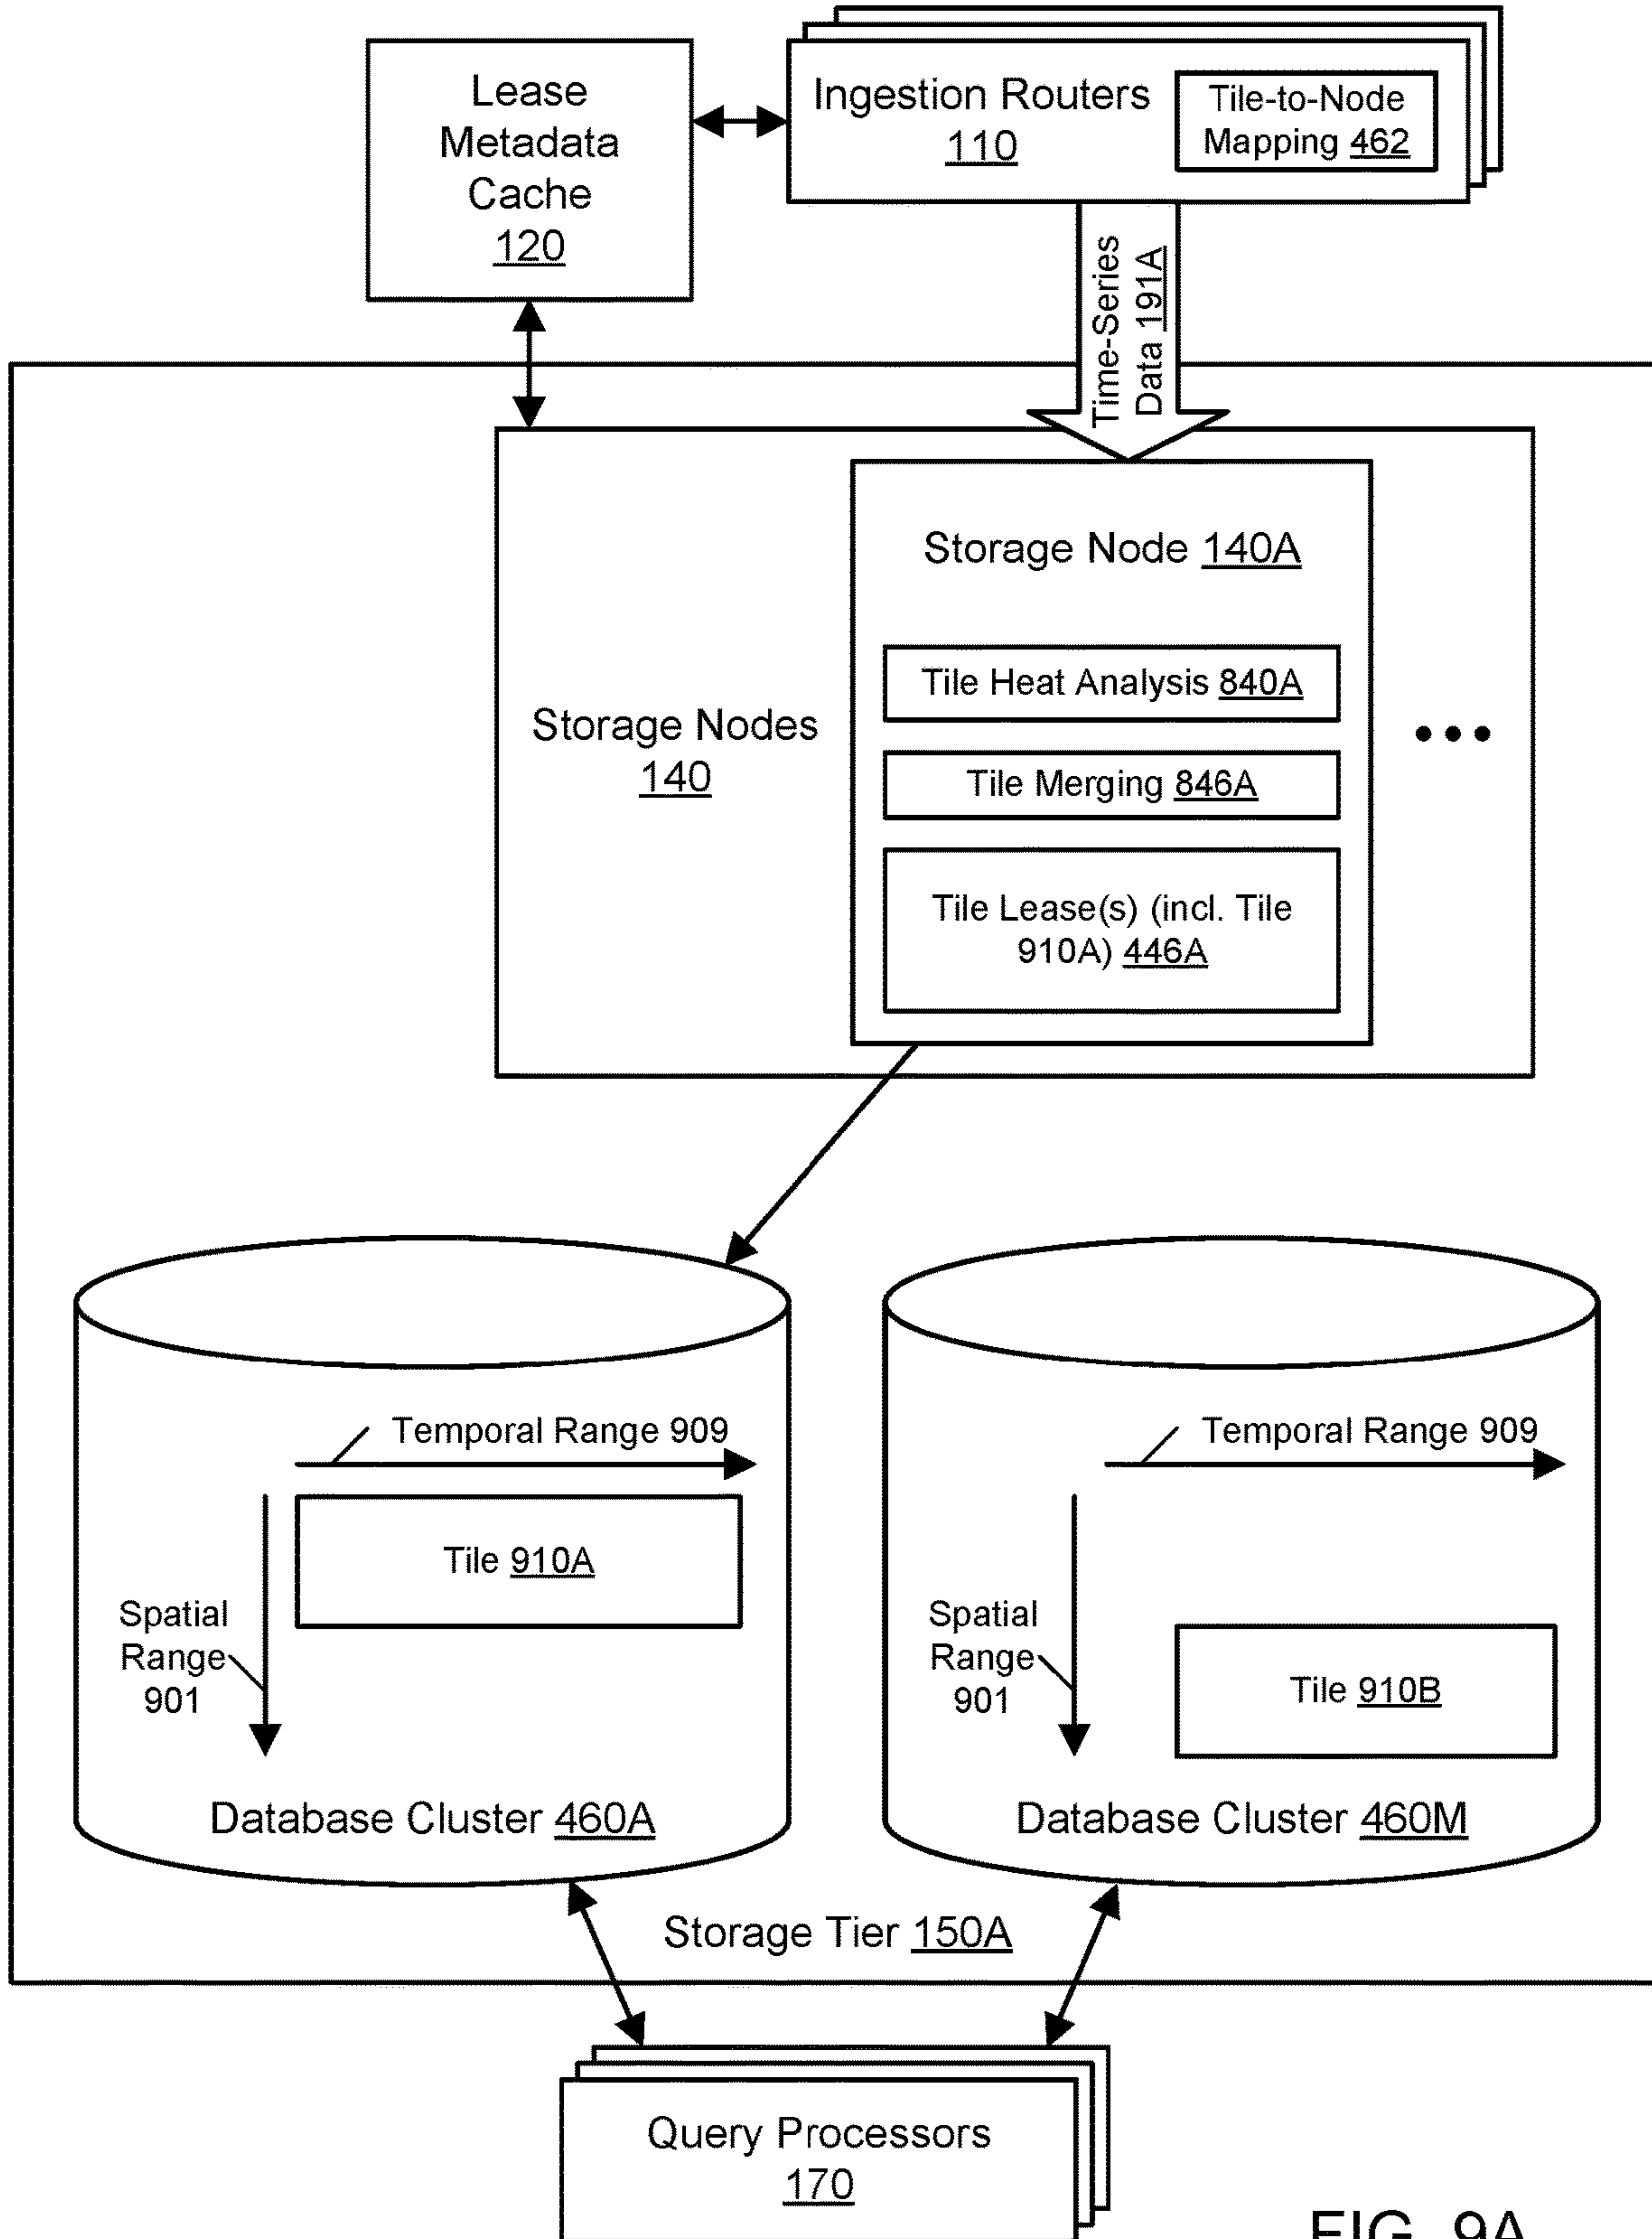 Lease
Metadata
Cache
120
Ingestion Routers
110
Tile-to-Node
Mapping 462
Time-Series
Data 191A
Storage Node 140A
Tile Heat Analysis 840A
Storage Nodes
140
Tile Merging 846A
Tile Lease(s) (incl. Tile
910A) 446A
Temporal Range 909
Tile 910A
Spatial
Range
901
Database Cluster 460A
Temporal Range 909
Spatial
Range
901
Tile 910B
Database Cluster 460M
Storage Tier 150A
Query Processors
170
FIG. 9A